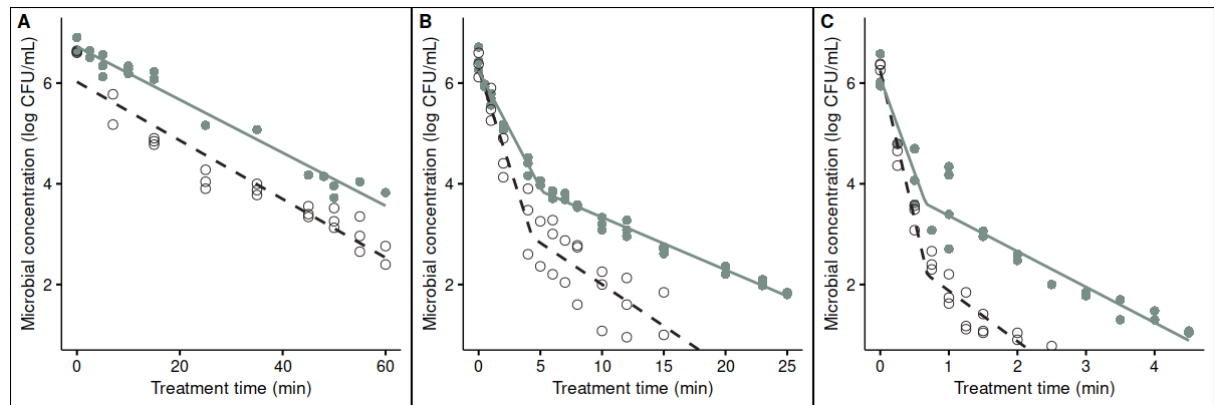 A
Microbial concentration (log CFU/mL)
6
4
2
0 20 40 60
Treatment time (min)
B
Microbial concentration (log CFU/mL)
6
4
2
0 5 10 15 20 25
Treatment time (min)
C
Microbial concentration (log CFU/mL)
6
4
2
0 1 2 3 4
Treatment time (min)